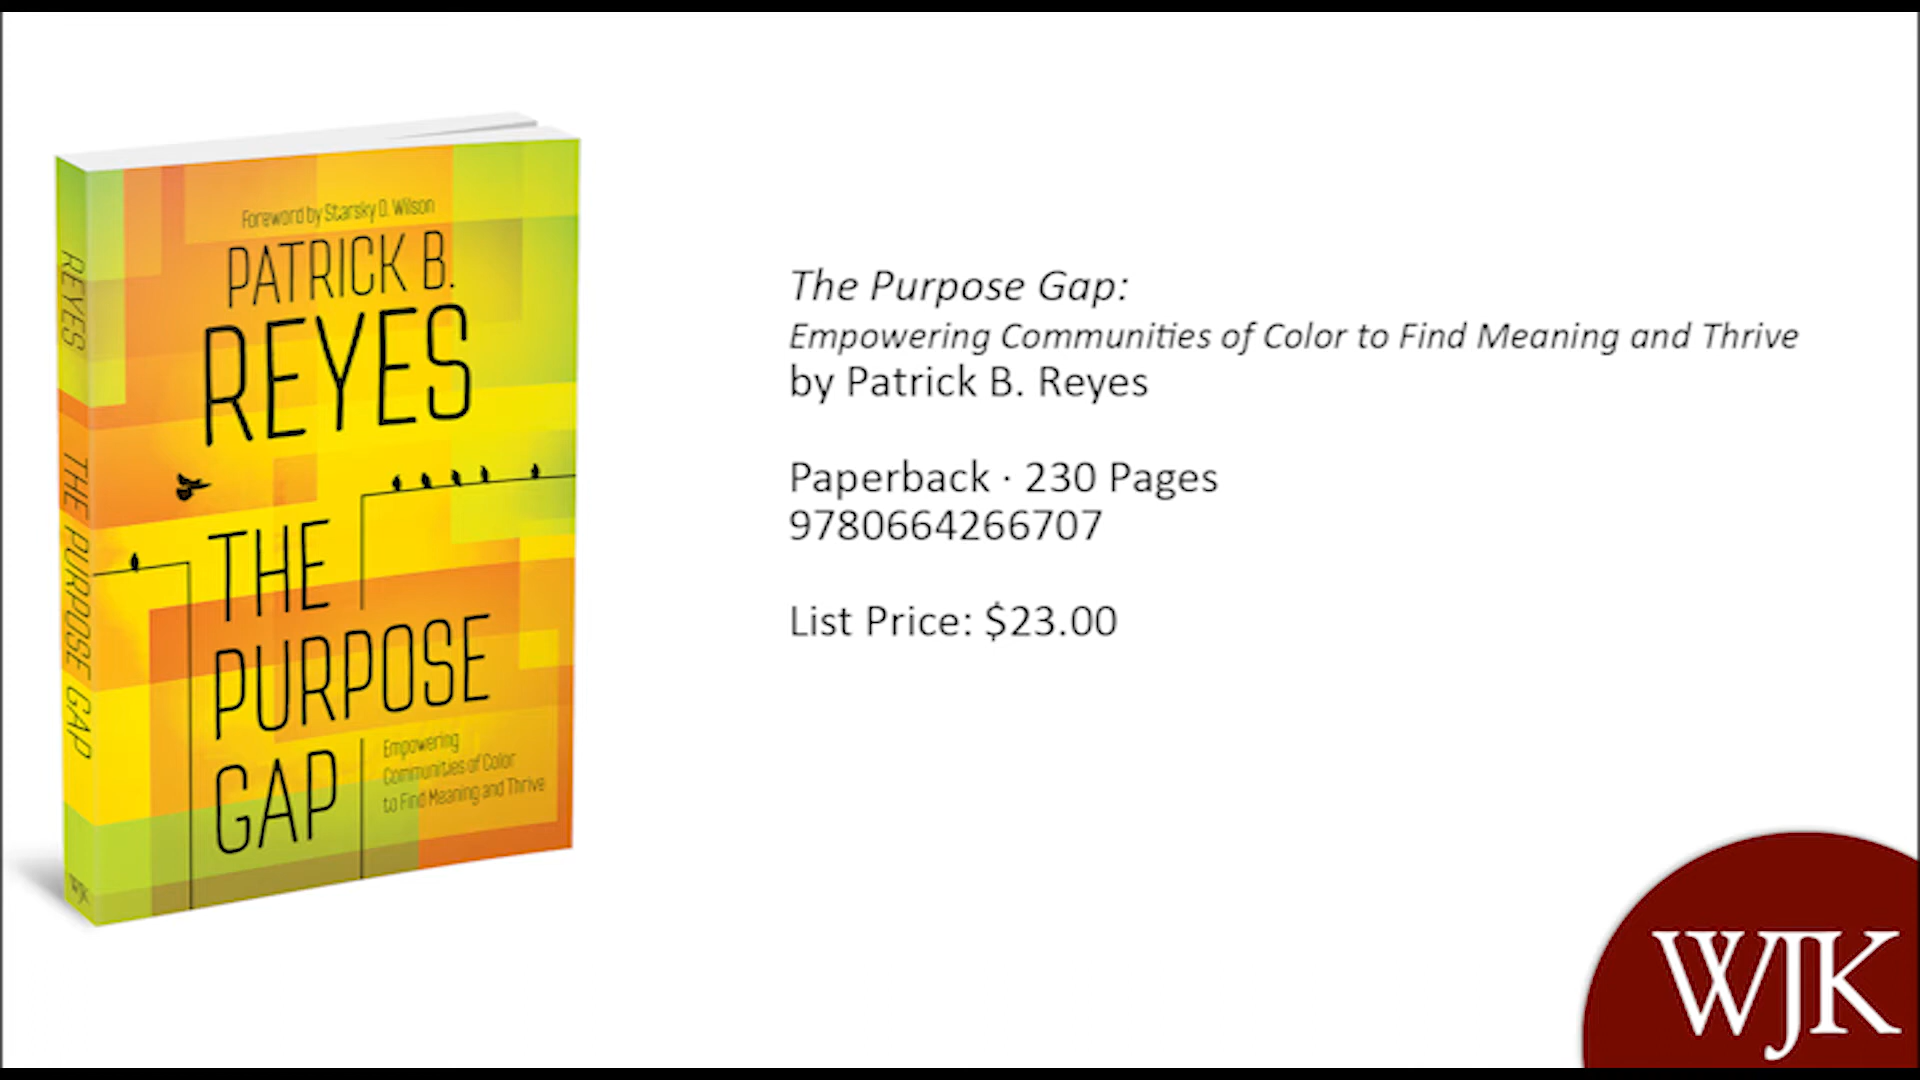 Foreword by Starsky D. Wilson
PATRICK B.
REYES
THE
PURPOSE
GAP
Empowering
Communities of Color
to Find Meaning and Thrive
REYES
THE PURPOSE GAP
WJK
The Purpose Gap:
Empowering Communities of Color to Find Meaning and Thrive
by Patrick B. Reyes
Paperback · 230 Pages
9780664266707
List Price: $23.00
WJK